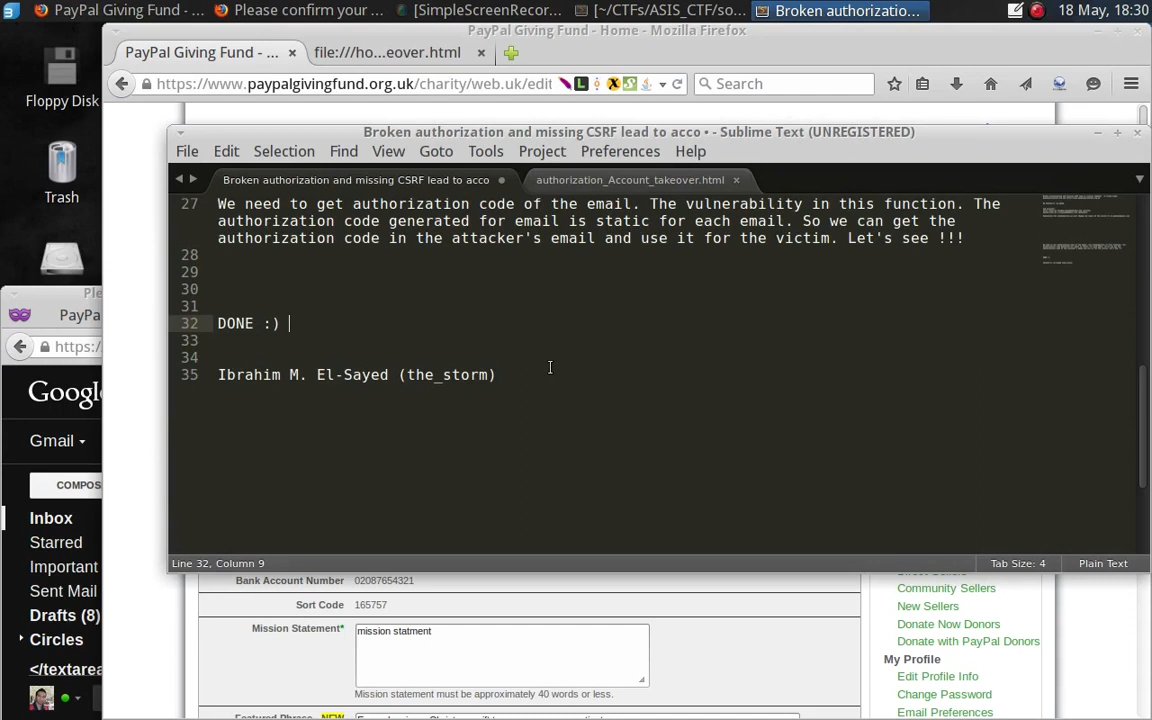 PayPal Giving Fund - ...
Please confirm your ...
[SimpleScreenRecor...
[~/CTFs/ASIS_CTF/so...
Broken authorizatio...
18 May, 18:30
PayPal Giving Fund - Home - Mozilla Firefox
PayPal Giving Fund - ...
file:///ho...eover.html
https://www.paypalgivingfund.org.uk/charity/web.uk/edit
Search
Floppy Disk
Trash
Broken authorization and missing CSRF lead to acco • - Sublime Text (UNREGISTERED)
File Edit Selection Find View Goto Tools Project Preferences Help
Broken authorization and missing CSRF lead to acco
authorization_Account_takeover.html
27 We need to get authorization code of the email. The vulnerability in this function. The
authorization code generated for email is static for each email. So we can get the
authorization code in the attacker's email and use it for the victim. Let's see !!!
28
29
30
31
32 DONE :)
33
34
35 Ibrahim M. El-Sayed (the_storm)
Line 32, Column 9
Tab Size: 4
Plain Text
Ple
PayPa
https:/
Goo
Gmail
COMPOS
Inbox
Starred
Important
Sent Mail
Drafts (8)
Circles
</textarea
Bank Account Number 02087654321
Sort Code 165757
Mission Statement* mission statment
Mission statement must be approximately 40 words or less.
Featured Phrase NEW
Community Sellers
New Sellers
Donate Now Donors
Donate with PayPal Donors
My Profile
Edit Profile Info
Change Password
Email Preferences